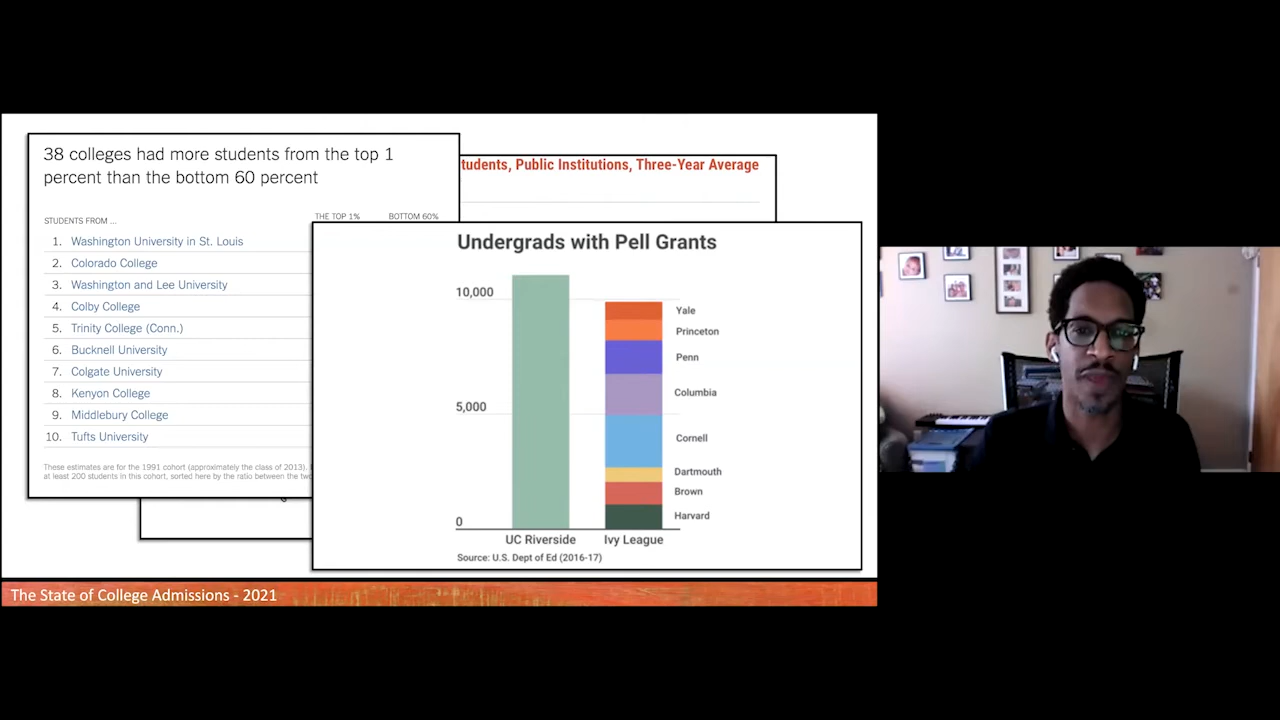 38 colleges had more students from the top 1
percent than the bottom 60 percent
STUDENTS FROM ...
THE TOP 1% BOTTOM 60%
1. Washington University in St. Louis
2. Colorado College
3. Washington and Lee University
4. Colby College
5. Trinity College (Conn.)
6. Bucknell University
7. Colgate University
8. Kenyon College
9. Middlebury College
10. Tufts University
These estimates are for the 1991 cohort (approximately the class of 2013).
at least 200 students in this cohort, sorted here by the ratio between the two
tudents, Public Institutions, Three-Year Average
Undergrads with Pell Grants
10,000
5,000
0
Yale
Princeton
Penn
Columbia
Cornell
Dartmouth
Brown
Harvard
UC Riverside Ivy League
Source: U.S. Dept of Ed (2016-17)
The State of College Admissions - 2021